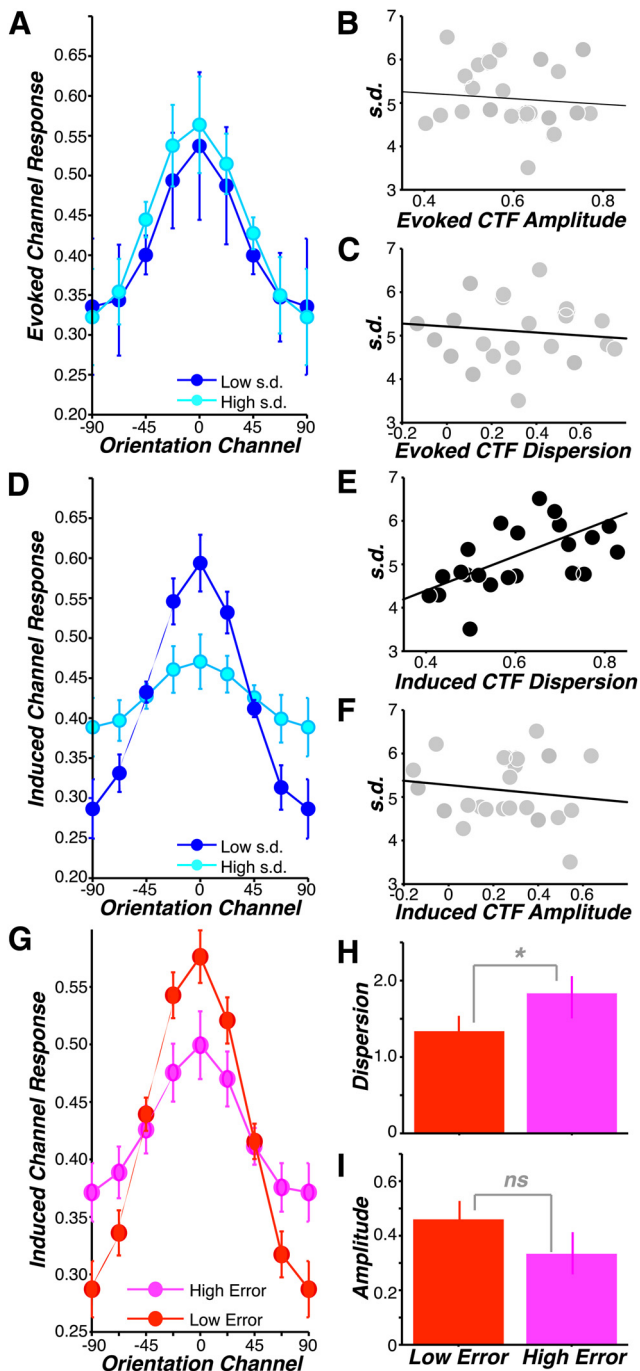 A
Evoked Channel Response
0.65
0.60
0.55
0.50
0.45
0.40
0.35
0.30
0.25
0.20
Low s.d.
High s.d.
-90 -45 0 45 90
Orientation Channel
B
s.d.
7
6
5
4
3
0.4 0.6 0.8
Evoked CTF Amplitude
C
s.d.
7
6
5
4
3
-0.2 0 0.2 0.4 0.6
Evoked CTF Dispersion
D
Induced Channel Response
0.65
0.60
0.55
0.50
0.45
0.40
0.35
0.30
0.25
0.20
Low s.d.
High s.d.
-90 -45 0 45 90
Orientation Channel
E
s.d.
7
6
5
4
3
0.4 0.6 0.8
Induced CTF Dispersion
F
s.d.
7
6
5
4
3
-0.2 0 0.2 0.4 0.6
Induced CTF Amplitude
G
Induced Channel Response
0.55
0.50
0.45
0.40
0.35
0.30
0.25
High Error
Low Error
-90 -45 0 45 90
Orientation Channel
H
Dispersion
2.0
1.0
0
*
I
Amplitude
0.6
0.4
0.2
0
ns
Low Error High Error